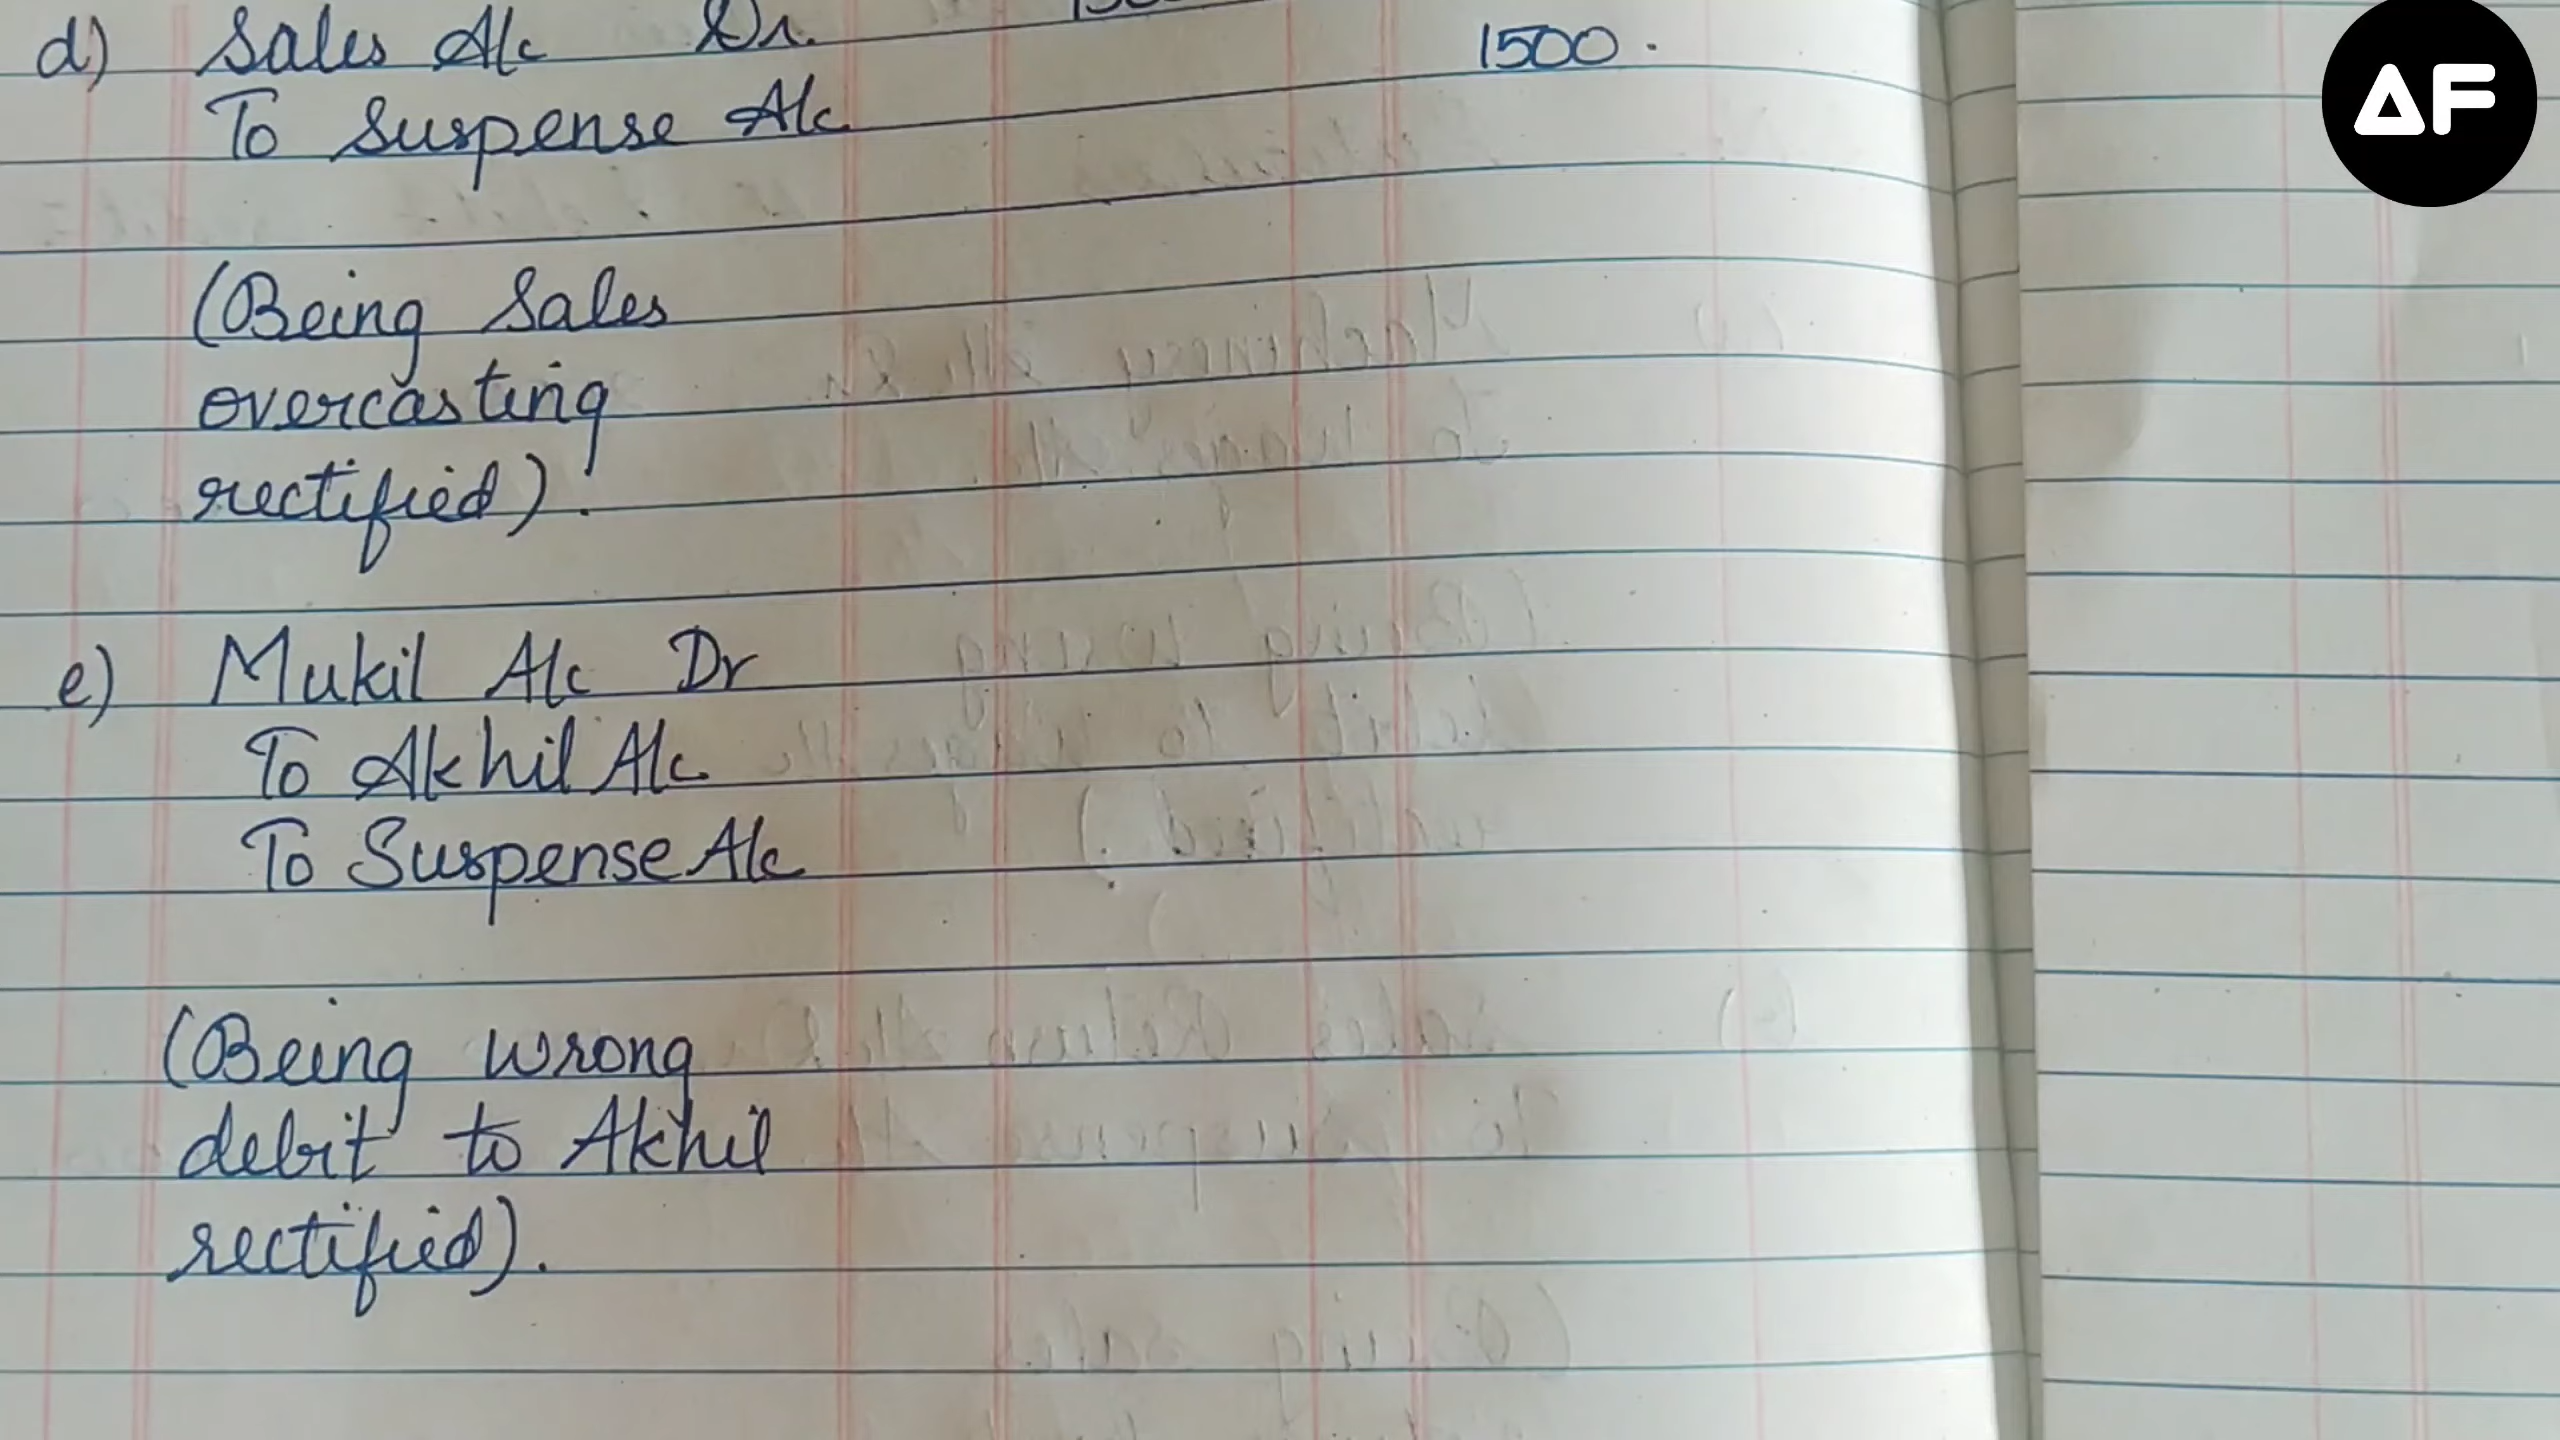 d) Sales A/c Dr.
1500.
To Suspense A/c
(Being Sales
overcasting
rectified).
e) Mukil A/c Dr
To Akhil A/c
To Suspense A/c
(Being wrong
debit to Akhil
rectified).
AF